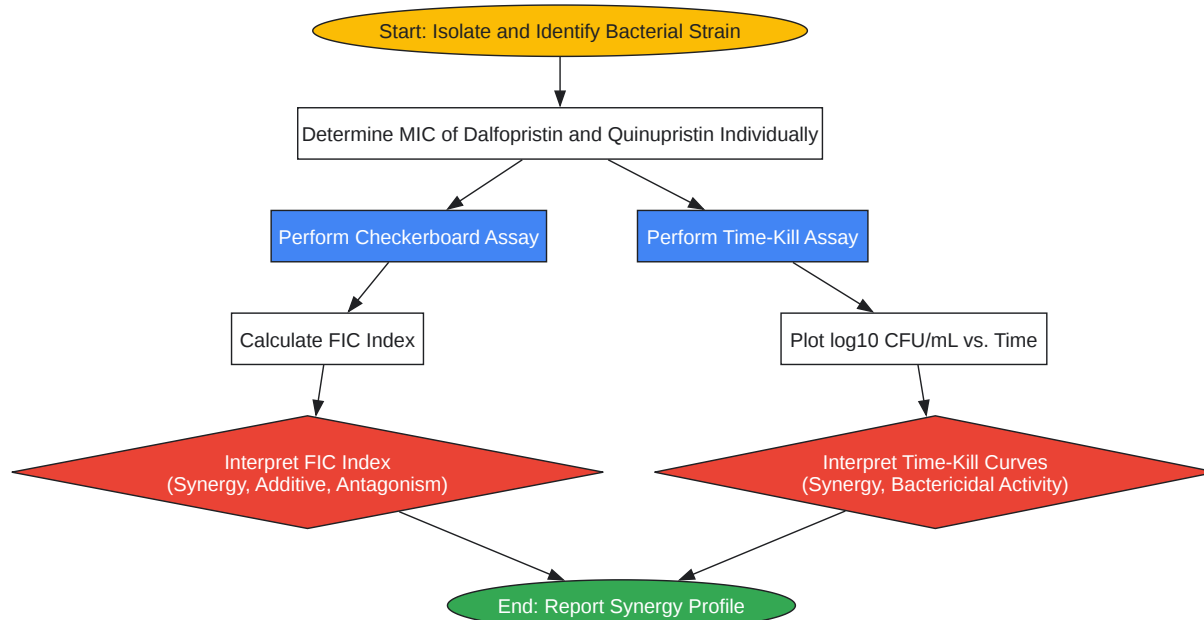 Start: Isolate and Identify Bacterial Strain
Determine MIC of Dalfopristin and Quinupristin Individually
Perform Checkerboard Assay
Perform Time-Kill Assay
Calculate FIC Index
Plot log10 CFU/mL vs. Time
Interpret FIC Index
(Synergy, Additive, Antagonism)
Interpret Time-Kill Curves
(Synergy, Bactericidal Activity)
End: Report Synergy Profile